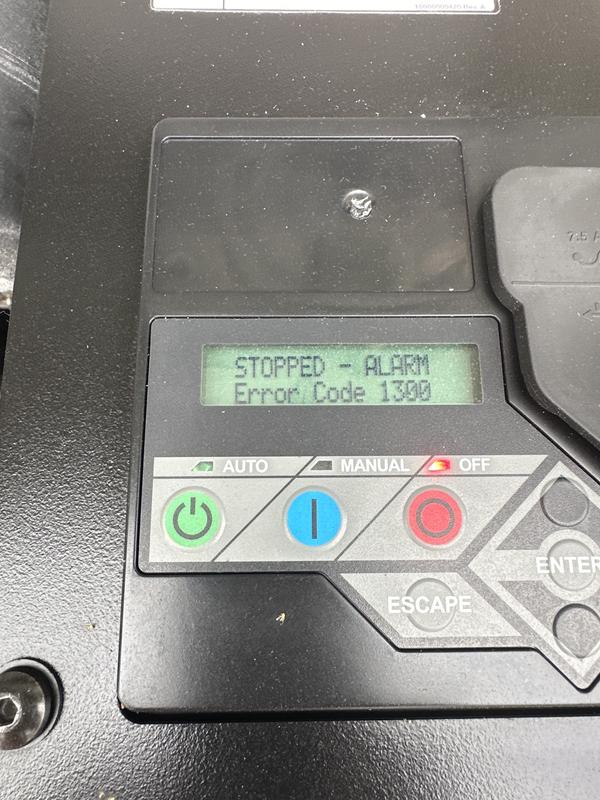 STOPPED - ALARM
Error Code 1300
AUTO
MANUAL
OFF
ENTER
ESCAPE